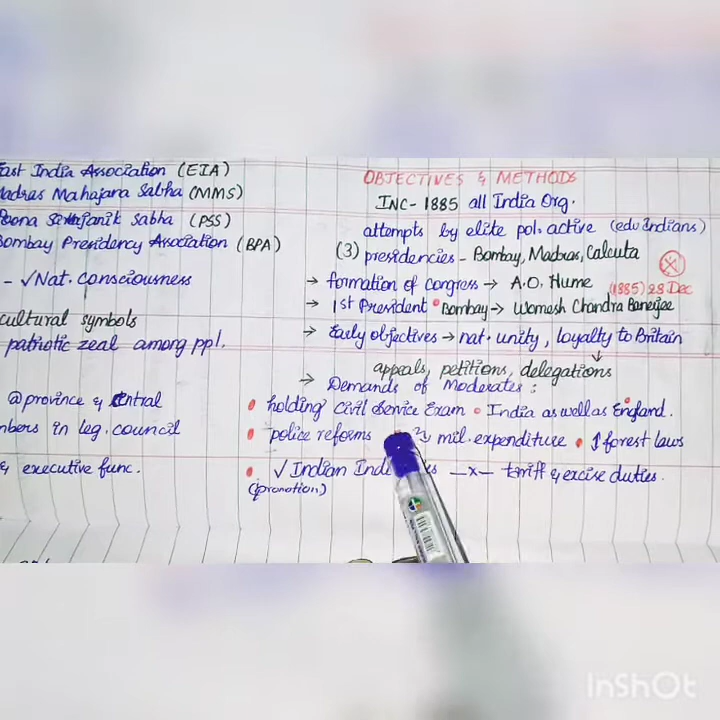 East India Association (EIA)
Madras Mahajana Sabha (MMS)
Poona Sarvajanik Sabha (PSS)
Bombay Presidency Association (BPA)
- √Nat. consciousness
cultural symbols
patriotic zeal among ppl.
@province & central
mbers in leg. council
& executive func.
OBJECTIVES & METHODS
INC- 1885 all India Org.
attempts by elite pol. active (edu Indians)
(3) presidencies - Bombay, Madras, Calcuta
→ formation of congress → A.O. Hume (1885) 28 Dec
→ 1st President Bombay → Womesh Chandra Banerjee
→ Early objectives → nat. unity, loyalty to Britain
↓
appeals, petitions, delegations
→ Demands of Moderates:
• holding Civil Service Exam • India as well as England.
• police reforms mil. expenditure • forest laws
• √ Indian —x— tariff & excise duties.
(promotion)
InShOt